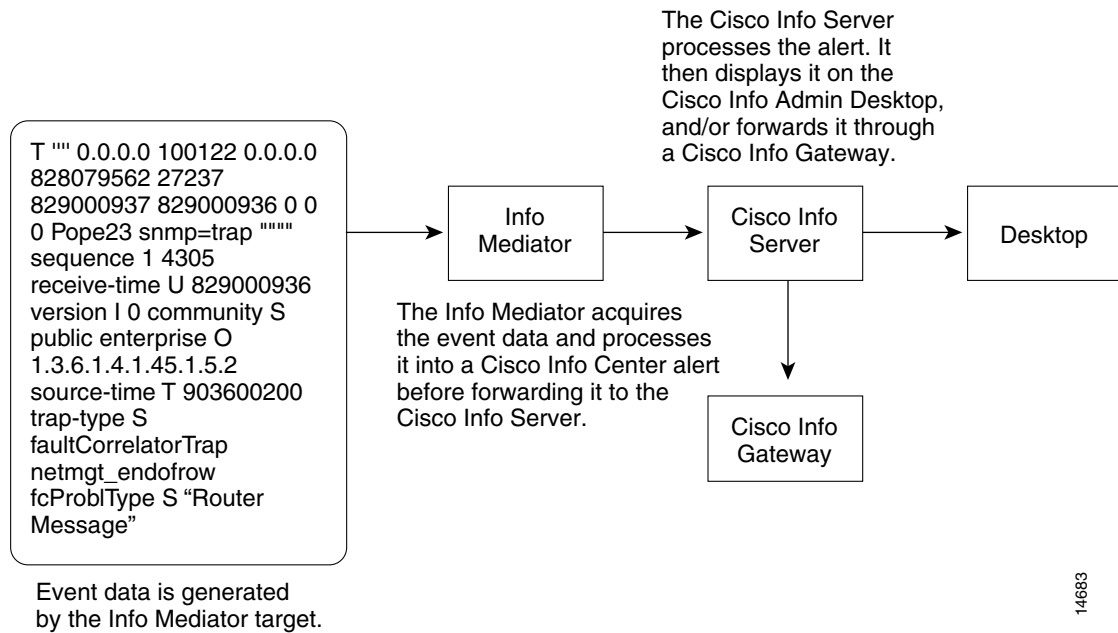 The Cisco Info Server
processes the alert. It
then displays it on the
Cisco Info Admin Desktop,
and/or forwards it through
a Cisco Info Gateway.
T """ 0.0.0.0 100122 0.0.0.0
828079562 27237
829000937 829000936 0 0
0 Pope23 snmp=trap """"
sequence 1 4305
receive-time U 829000936
version I 0 community S
public enterprise O
1.3.6.1.4.1.45.1.5.2
source-time T 903600200
trap-type S
faultCorrelatorTrap
netmgt_endofrow
fcProblType S “Router
Message”
Info
Mediator
Cisco Info
Server
Desktop
The Info Mediator acquires
the event data and processes
it into a Cisco Info Center alert
before forwarding it to the
Cisco Info Server.
Cisco Info
Gateway
Event data is generated
by the Info Mediator target.
14683